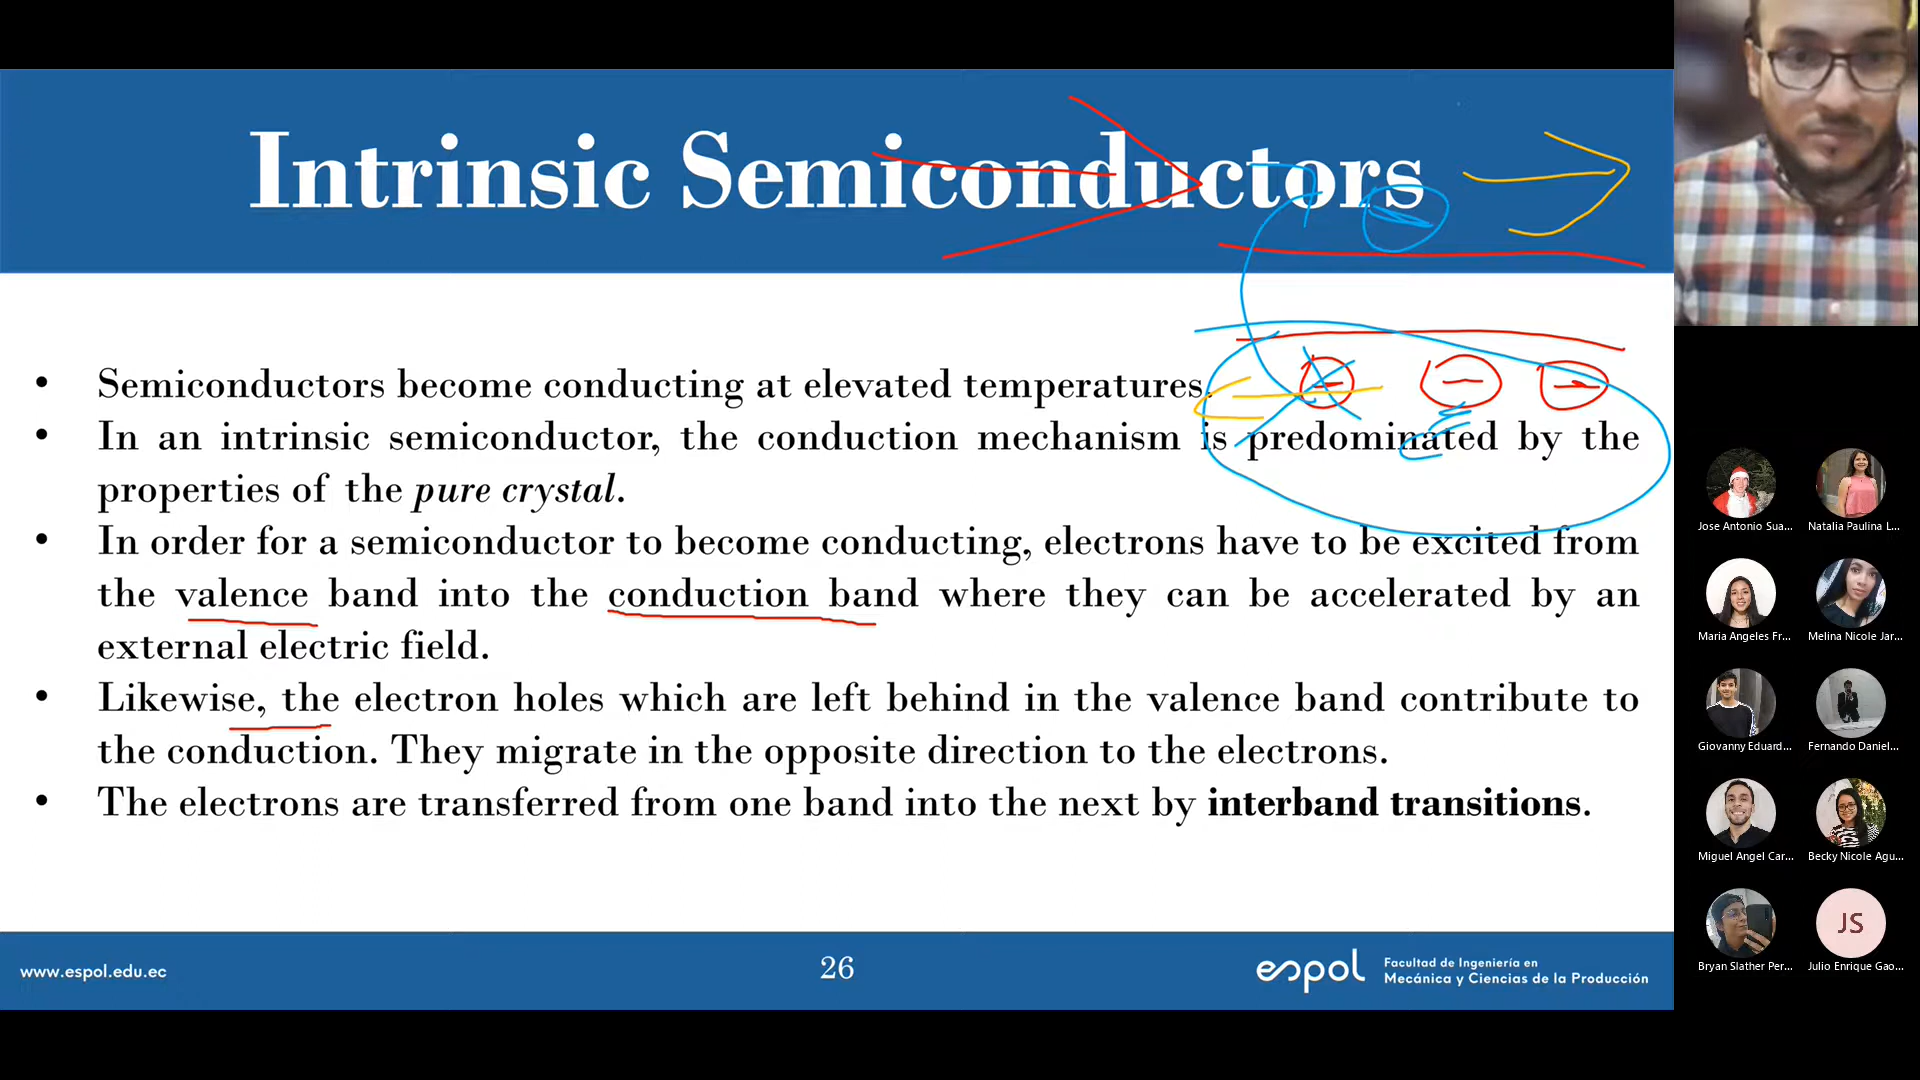 Intrinsic Semiconductors
• Semiconductors become conducting at elevated temperatures.
• In an intrinsic semiconductor, the conduction mechanism is predominated by the
properties of the pure crystal.
• In order for a semiconductor to become conducting, electrons have to be excited from
the valence band into the conduction band where they can be accelerated by an
external electric field.
• Likewise, the electron holes which are left behind in the valence band contribute to
the conduction. They migrate in the opposite direction to the electrons.
• The electrons are transferred from one band into the next by interband transitions.
www.espol.edu.ec
26
espol
Facultad de Ingeniería en
Mecánica y Ciencias de la Producción
Jose Antonio Sua...
Natalia Paulina L...
Maria Angeles Fr...
Melina Nicole Jar...
Giovanny Eduard...
Fernando Daniel...
Miguel Angel Car...
Becky Nicole Agu...
JS
Bryan Slather Per...
Julio Enrique Gao...